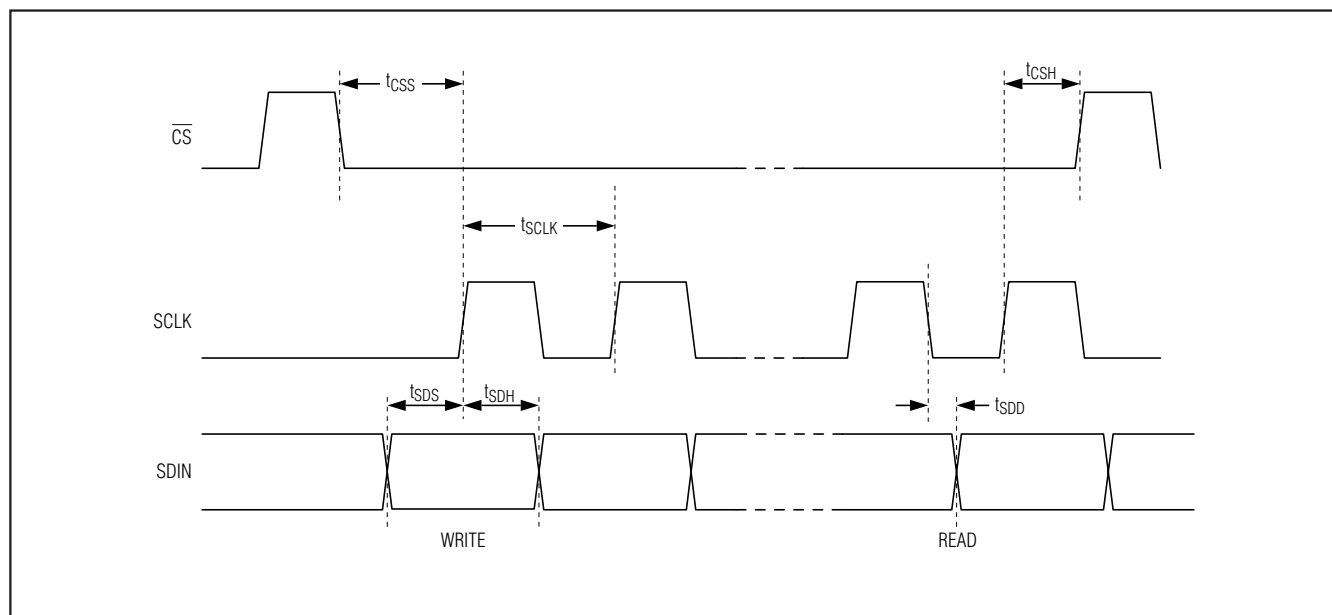 tCSS
tCSH
CS
tSCLK
SCLK
tSDS
tSDH
tSDD
SDIN
WRITE
READ